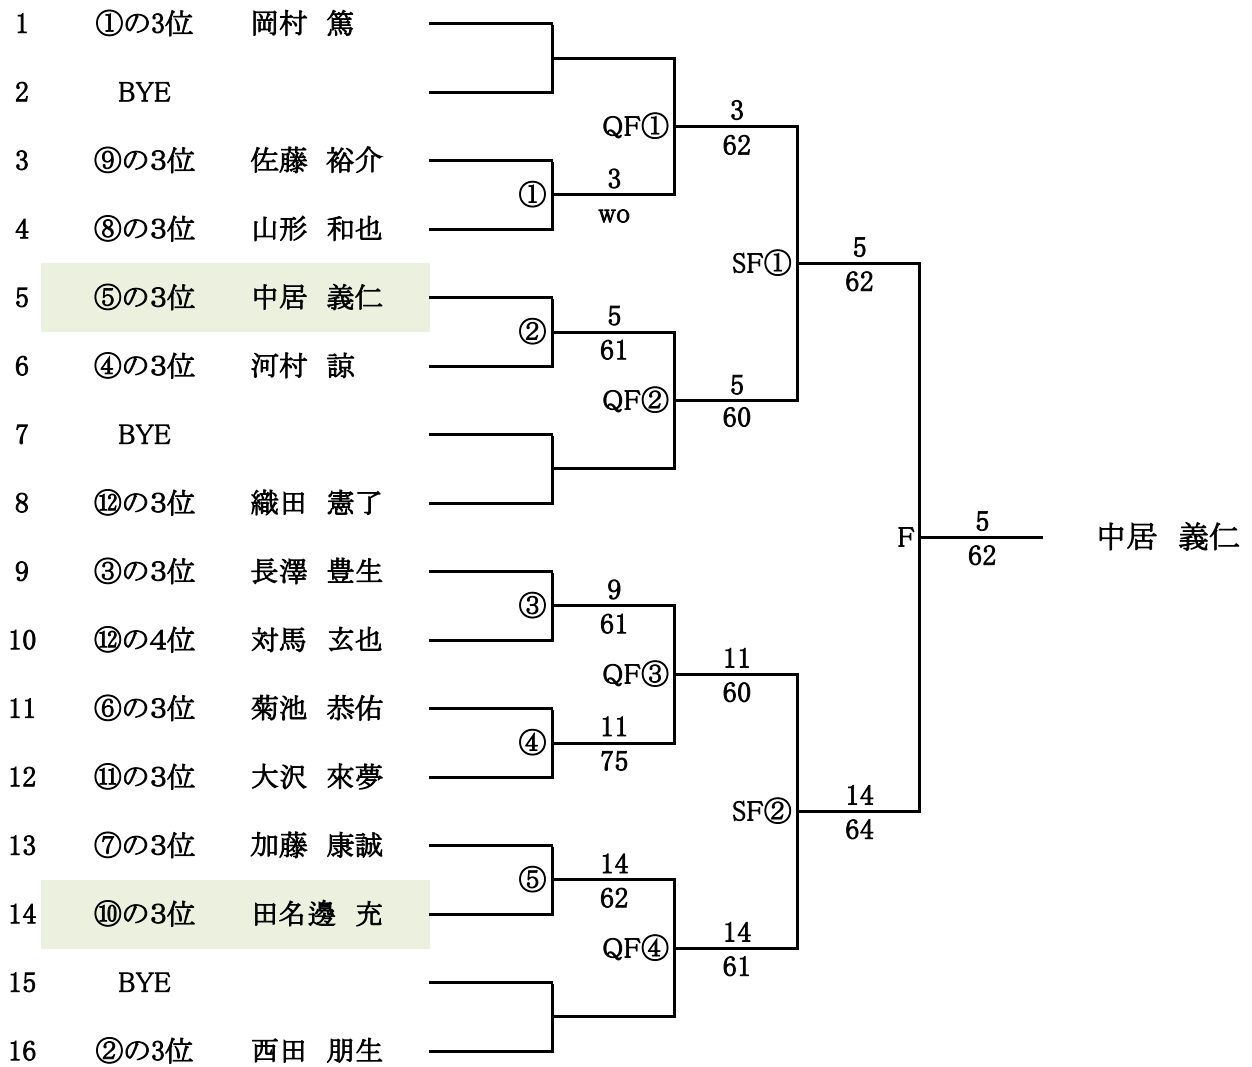 1 ①の3位 岡村 篤
2 BYE
QF① 3
62
3 ⑨の3位 佐藤 裕介
① 3
wo
4 ⑧の3位 山形 和也
SF① 5
62
5 ⑤の3位 中居 義仁
② 5
61
6 ④の3位 河村 諒
QF② 5
60
7 BYE
8 ⑫の3位 織田 憲了
F 5
62
中居 義仁
9 ③の3位 長澤 豊生
③ 9
61
10 ⑫の4位 対馬 玄也
QF③ 11
60
11 ⑥の3位 菊池 恭佑
④ 11
75
12 ⑪の3位 大沢 來夢
SF② 14
64
13 ⑦の3位 加藤 康誠
⑤ 14
62
14 ⑩の3位 田名邊 充
QF④ 14
61
15 BYE
16 ②の3位 西田 朋生